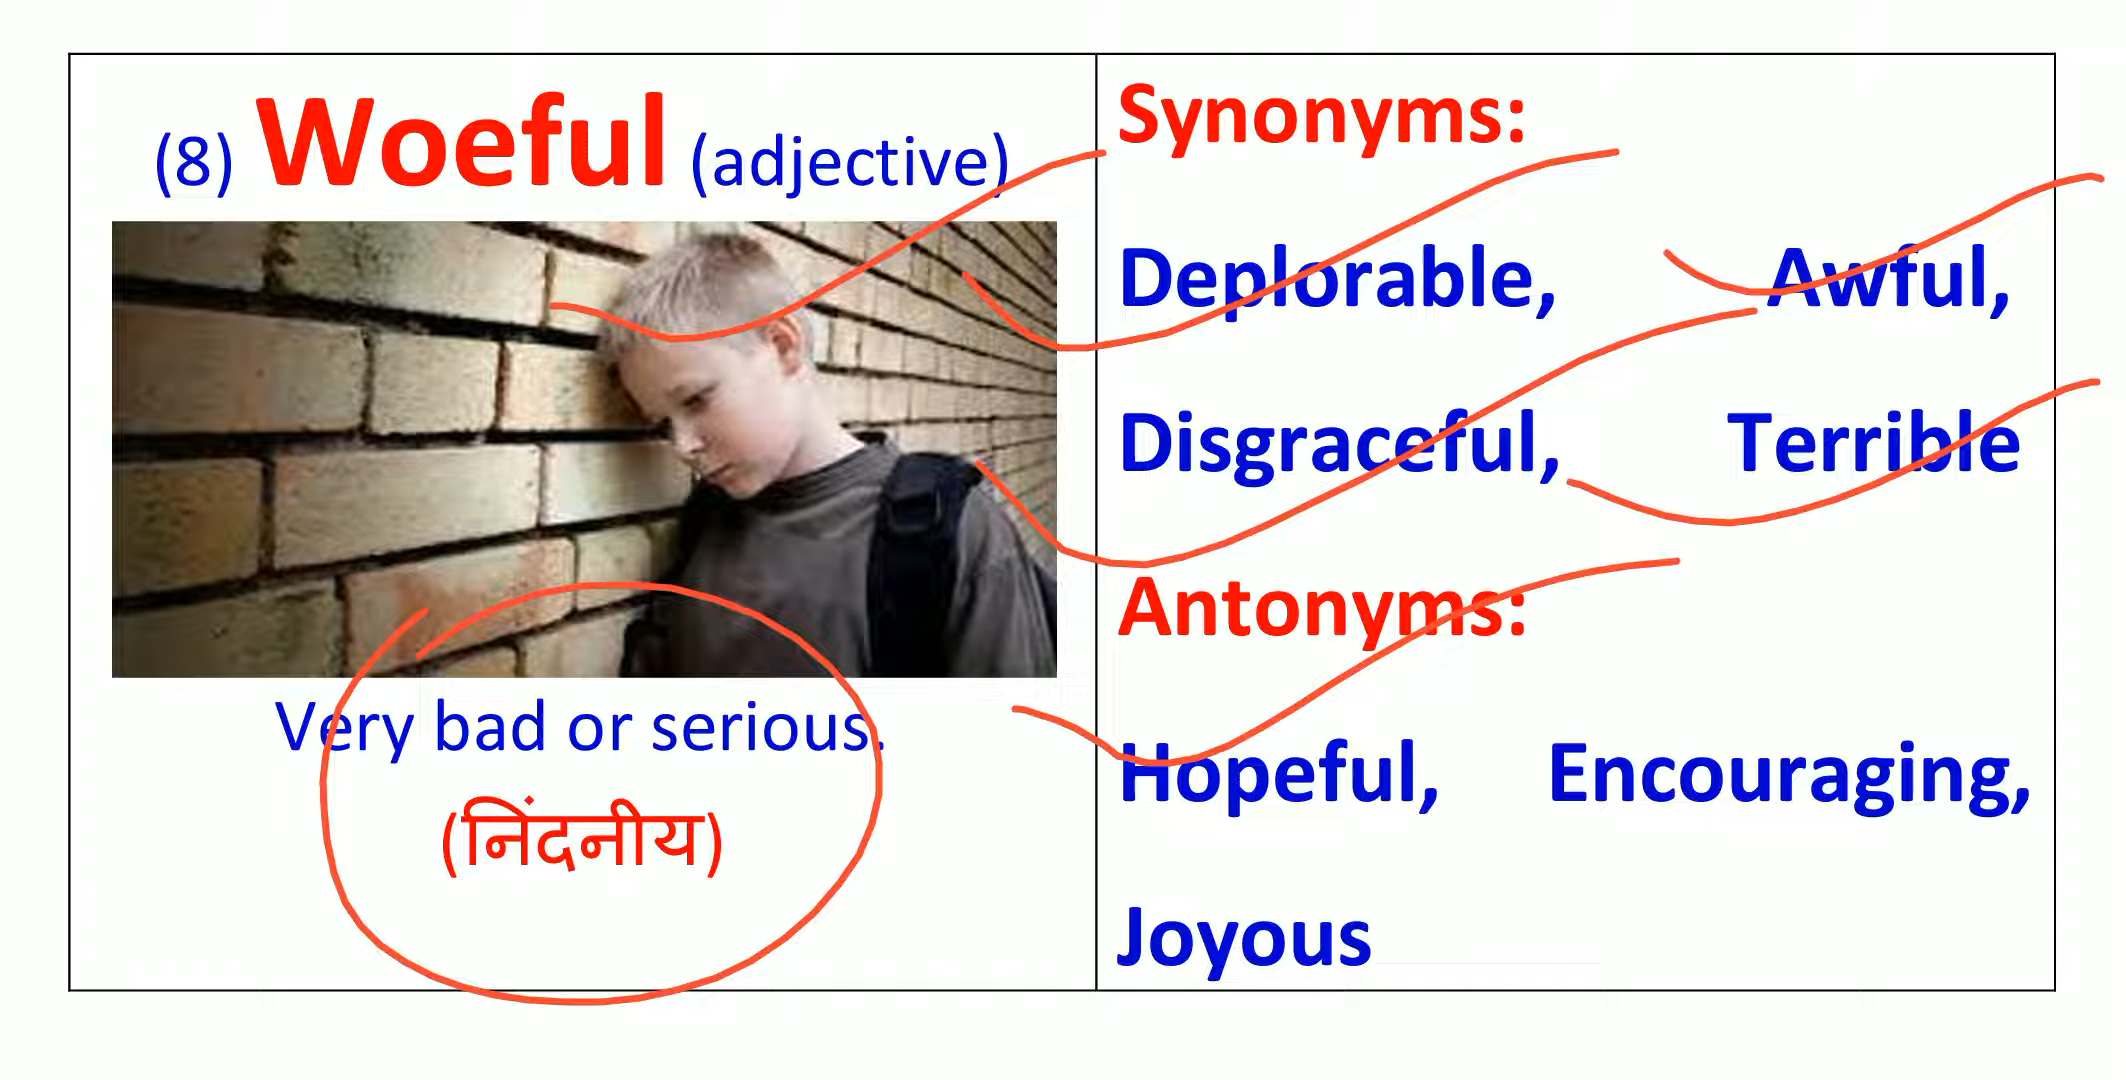 (8) Woeful (adjective)
Very bad or serious.
(निंदनीय)
Synonyms:
Deplorable, Awful,
Disgraceful, Terrible
Antonyms:
Hopeful, Encouraging,
Joyous